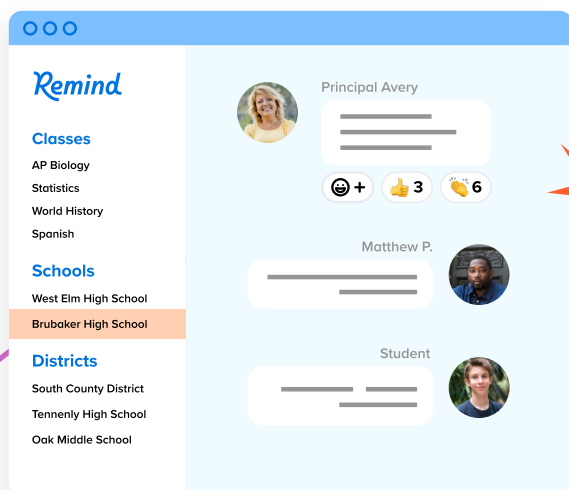 Remind
Classes
AP Biology
Statistics
World History
Spanish
Schools
West Elm High School
Brubaker High School
Districts
South County District
Tennenly High School
Oak Middle School
Principal Avery
+ 3 6
Matthew P.
Student